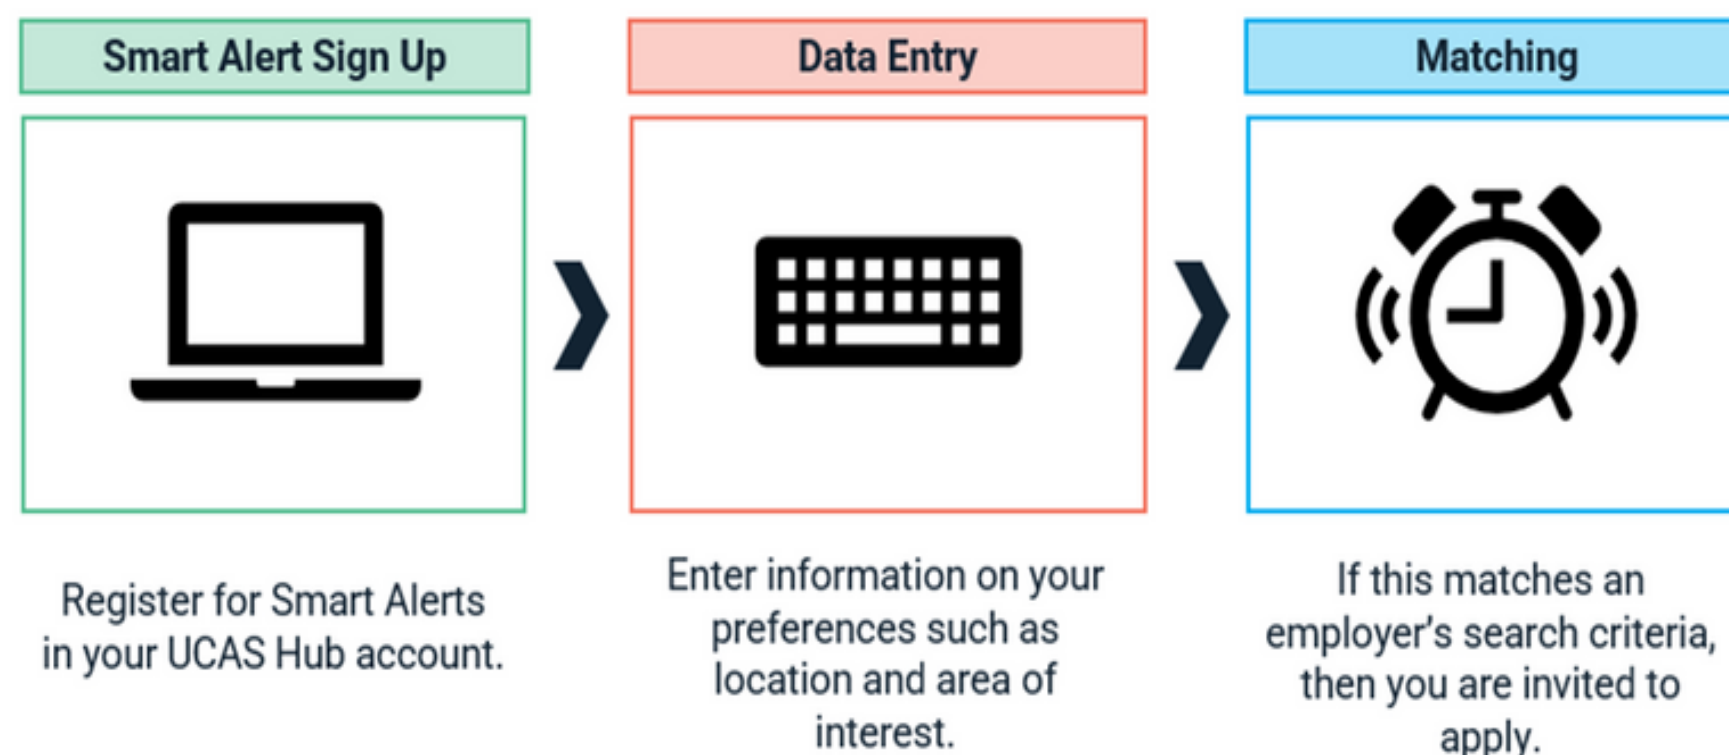 Smart Alert Sign Up
Register for Smart Alerts
in your UCAS Hub account.
Data Entry
Enter information on your
preferences such as
location and area of
interest.
Matching
If this matches an
employer's search criteria,
then you are invited to
apply.